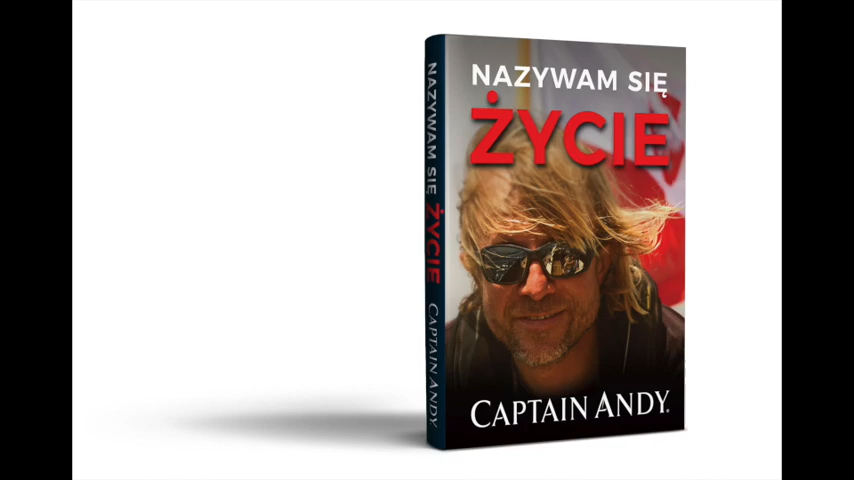 NAZYWAM SIĘ
ŻYCIE
CAPTAIN ANDY®
NAZYWAM SIĘ ŻYCIE CAPTAIN ANDY